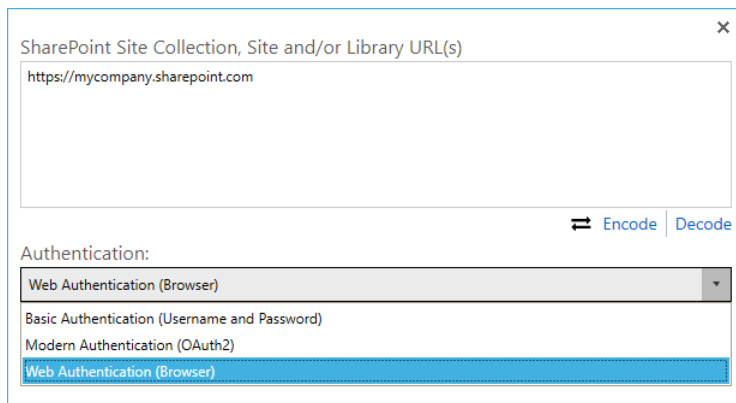 SharePoint Site Collection, Site and/or Library URL(s)
https://mycompany.sharepoint.com
Encode Decode
Authentication:
Web Authentication (Browser)
Basic Authentication (Username and Password)
Modern Authentication (OAuth2)
Web Authentication (Browser)